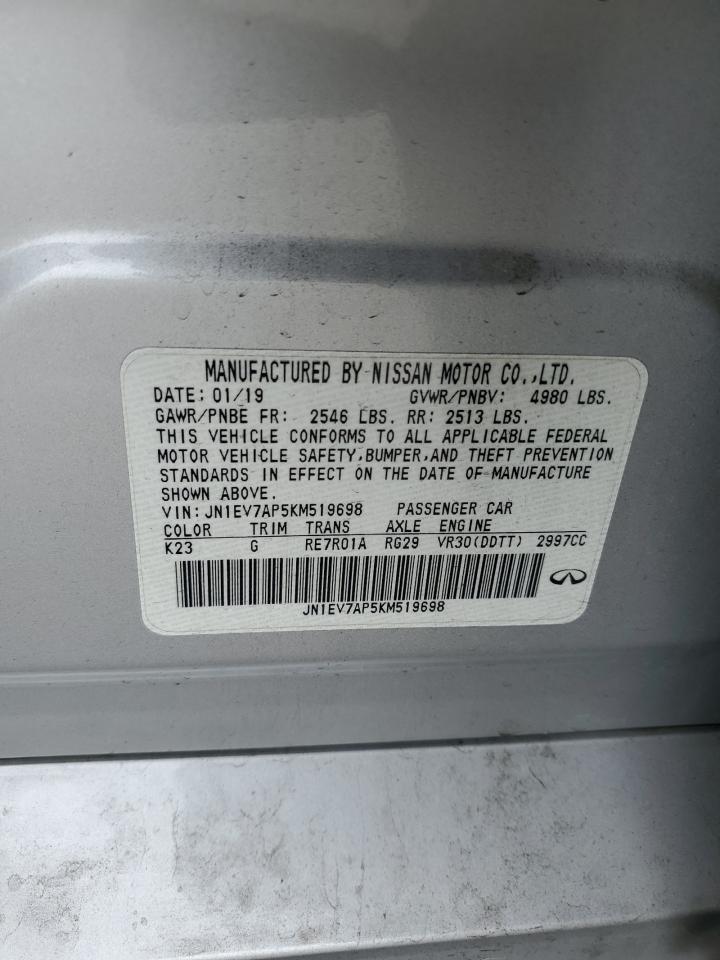 MANUFACTURED BY NISSAN MOTOR CO.,LTD.
DATE: 01/19 GVWR/PNBV: 4980 LBS.
GAWR/PNBE FR: 2546 LBS. RR: 2513 LBS.
THIS VEHICLE CONFORMS TO ALL APPLICABLE FEDERAL
MOTOR VEHICLE SAFETY,BUMPER,AND THEFT PREVENTION
STANDARDS IN EFFECT ON THE DATE OF MANUFACTURE
SHOWN ABOVE.
VIN: JN1EV7AP5KM519698 PASSENGER CAR
COLOR TRIM TRANS AXLE ENGINE
K23 G RE7R01A RG29 VR30(DDTT) 2997CC
JN1EV7AP5KM519698